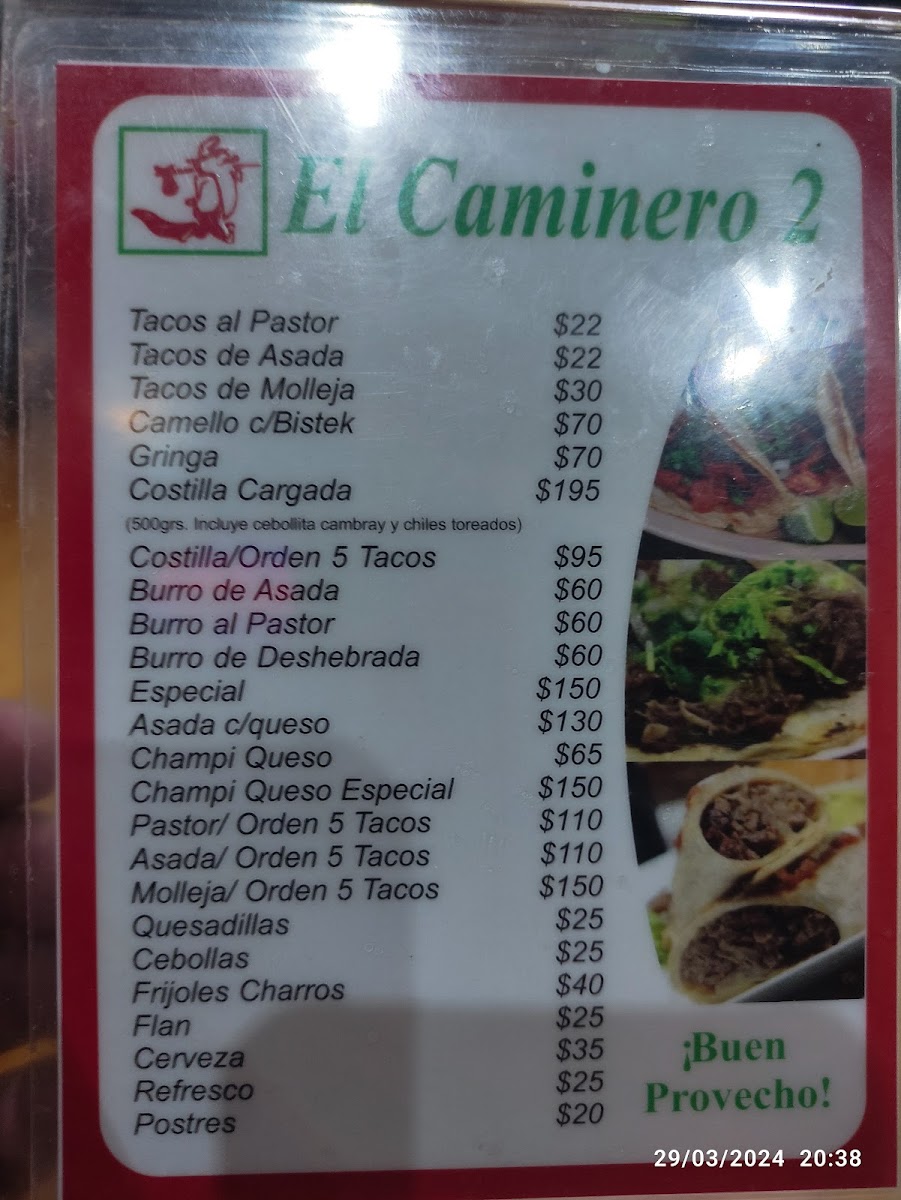 El Caminero 2
Tacos al Pastor $22
Tacos de Asada $22
Tacos de Molleja $30
Camello c/Bistek $70
Gringa $70
Costilla Cargada $195
(500grs. Incluye cebollita cambray y chiles toreados)
Costilla/Orden 5 Tacos $95
Burro de Asada $60
Burro al Pastor $60
Burro de Deshebrada $60
Especial $150
Asada c/queso $130
Champi Queso $65
Champi Queso Especial $150
Pastor/ Orden 5 Tacos $110
Asada/ Orden 5 Tacos $110
Molleja/ Orden 5 Tacos $150
Quesadillas $25
Cebollas $25
Frijoles Charros $40
Flan $25
Cerveza $35
Refresco $25
Postres $20
¡Buen
Provecho!
29/03/2024 20:38